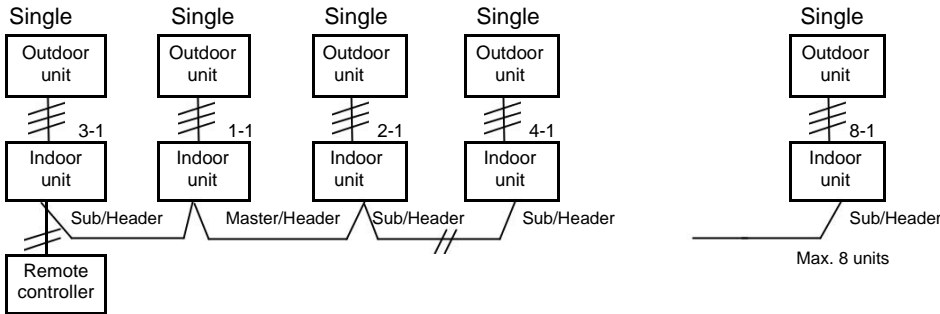 Single
Single
Single
Single
Single
Outdoor
unit
Outdoor
unit
Outdoor
unit
Outdoor
unit
Outdoor
unit
3-1
1-1
2-1
4-1
8-1
Indoor
unit
Indoor
unit
Indoor
unit
Indoor
unit
Indoor
unit
Sub/Header
Master/Header
Sub/Header
Sub/Header
Sub/Header
Max. 8 units
Remote
controller